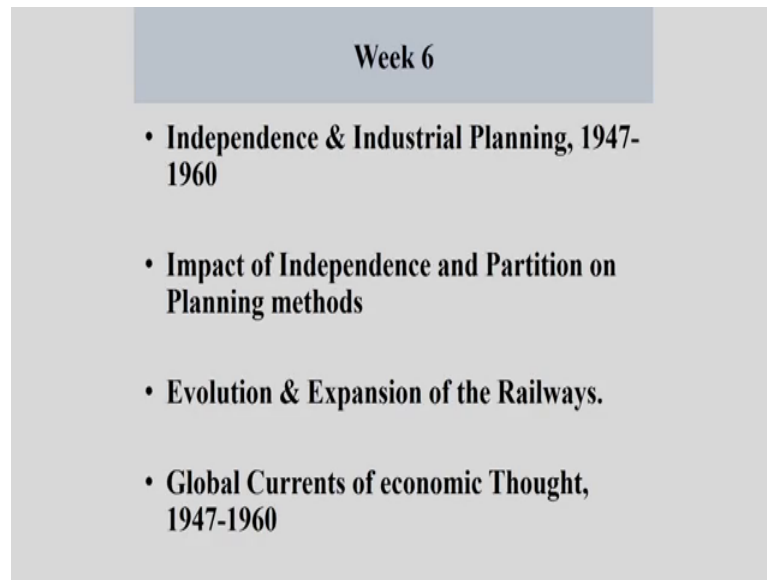 Week 6
• Independence & Industrial Planning, 1947-
1960
• Impact of Independence and Partition on
Planning methods
• Evolution & Expansion of the Railways.
• Global Currents of economic Thought,
1947-1960